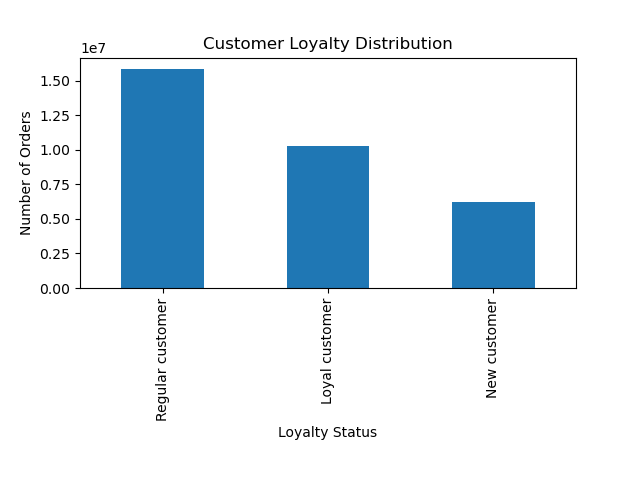 Customer Loyalty Distribution
1e7
1.50
1.25
1.00
0.75
0.50
0.25
0.00
Number of Orders
Regular customer
Loyal customer
New customer
Loyalty Status